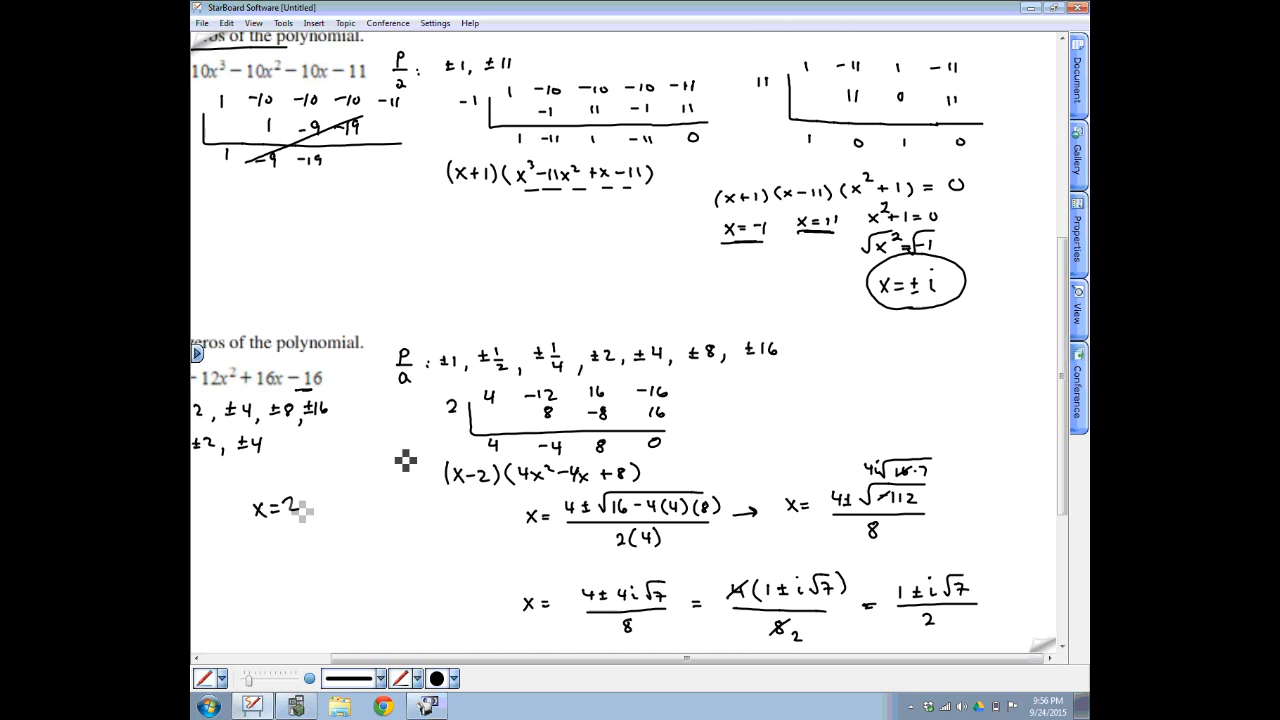 StarBoard Software [Untitled]
File Edit View Tools Insert Topic Conference Settings Help
eros of the polynomial.
10x³ − 10x² − 10x − 11
P/2 : ±1, ±11
1 -10 -10 -10 -11
1 -9 -19
1 -9 -19
-1 1 -10 -10 -10 -11
-1 11 -1 11
1 -11 1 -11 0
(x+1)(x³-11x²+x-11)
11 1 -11 1 -11
11 0 11
1 0 1 0
(x+1)(x-11)(x²+1) = 0
x=-1 x=11 x²+1=0
√x² = √-1
x=±i
eros of the polynomial.
− 12x² + 16x − 16
2, ±4, ±8, ±16
±2, ±4
P/a : ±1, ±1/2, ±1/4, ±2, ±4, ±8, ±16
2 4 -12 16 -16
8 -8 16
4 -4 8 0
(x-2)(4x²-4x+8)
x=2
x= 4±√16-4(4)(8) / 2(4) → x= 4±√-112 / 8
4i√16·7
x= 4±4i√7 / 8 = 4(1±i√7) / 8 2 = 1±i√7 / 2
Document
Gallery
Properties
View
Conference
9:56 PM
9/24/2015